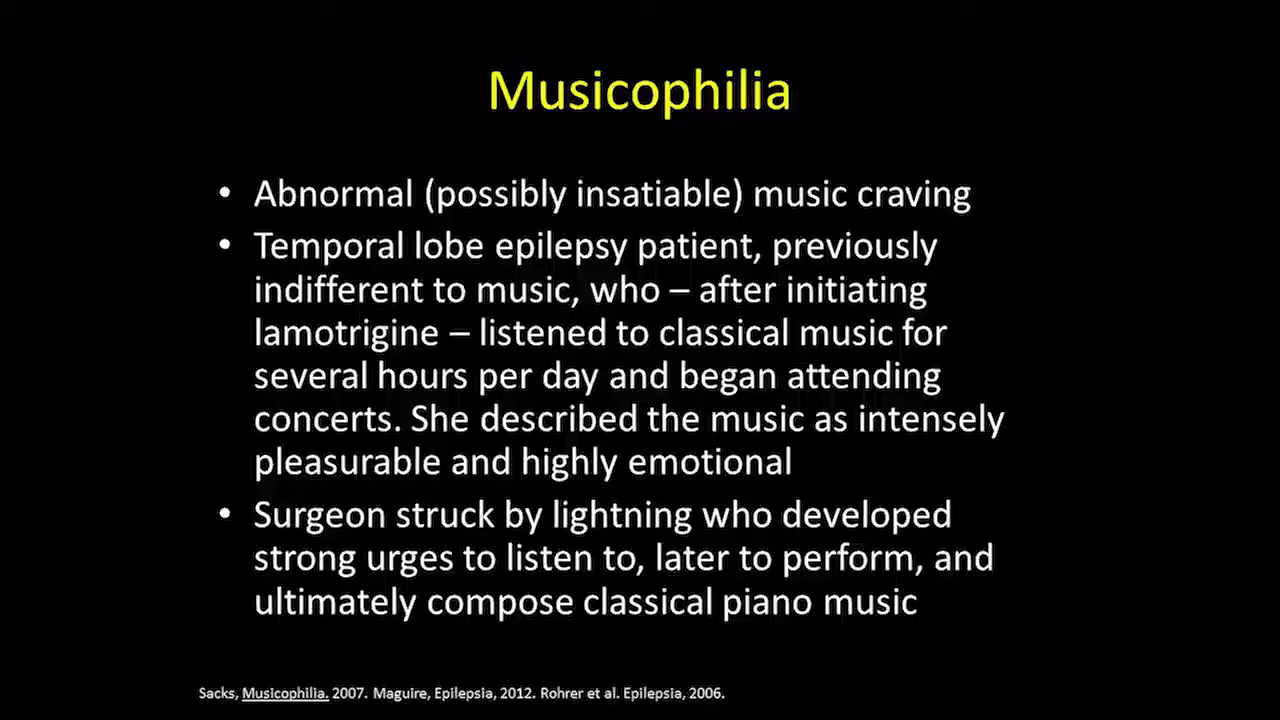 Musicophilia
• Abnormal (possibly insatiable) music craving
• Temporal lobe epilepsy patient, previously
indifferent to music, who – after initiating
lamotrigine – listened to classical music for
several hours per day and began attending
concerts. She described the music as intensely
pleasurable and highly emotional
• Surgeon struck by lightning who developed
strong urges to listen to, later to perform, and
ultimately compose classical piano music
Sacks, Musicophilia. 2007. Maguire, Epilepsia, 2012. Rohrer et al. Epilepsia, 2006.